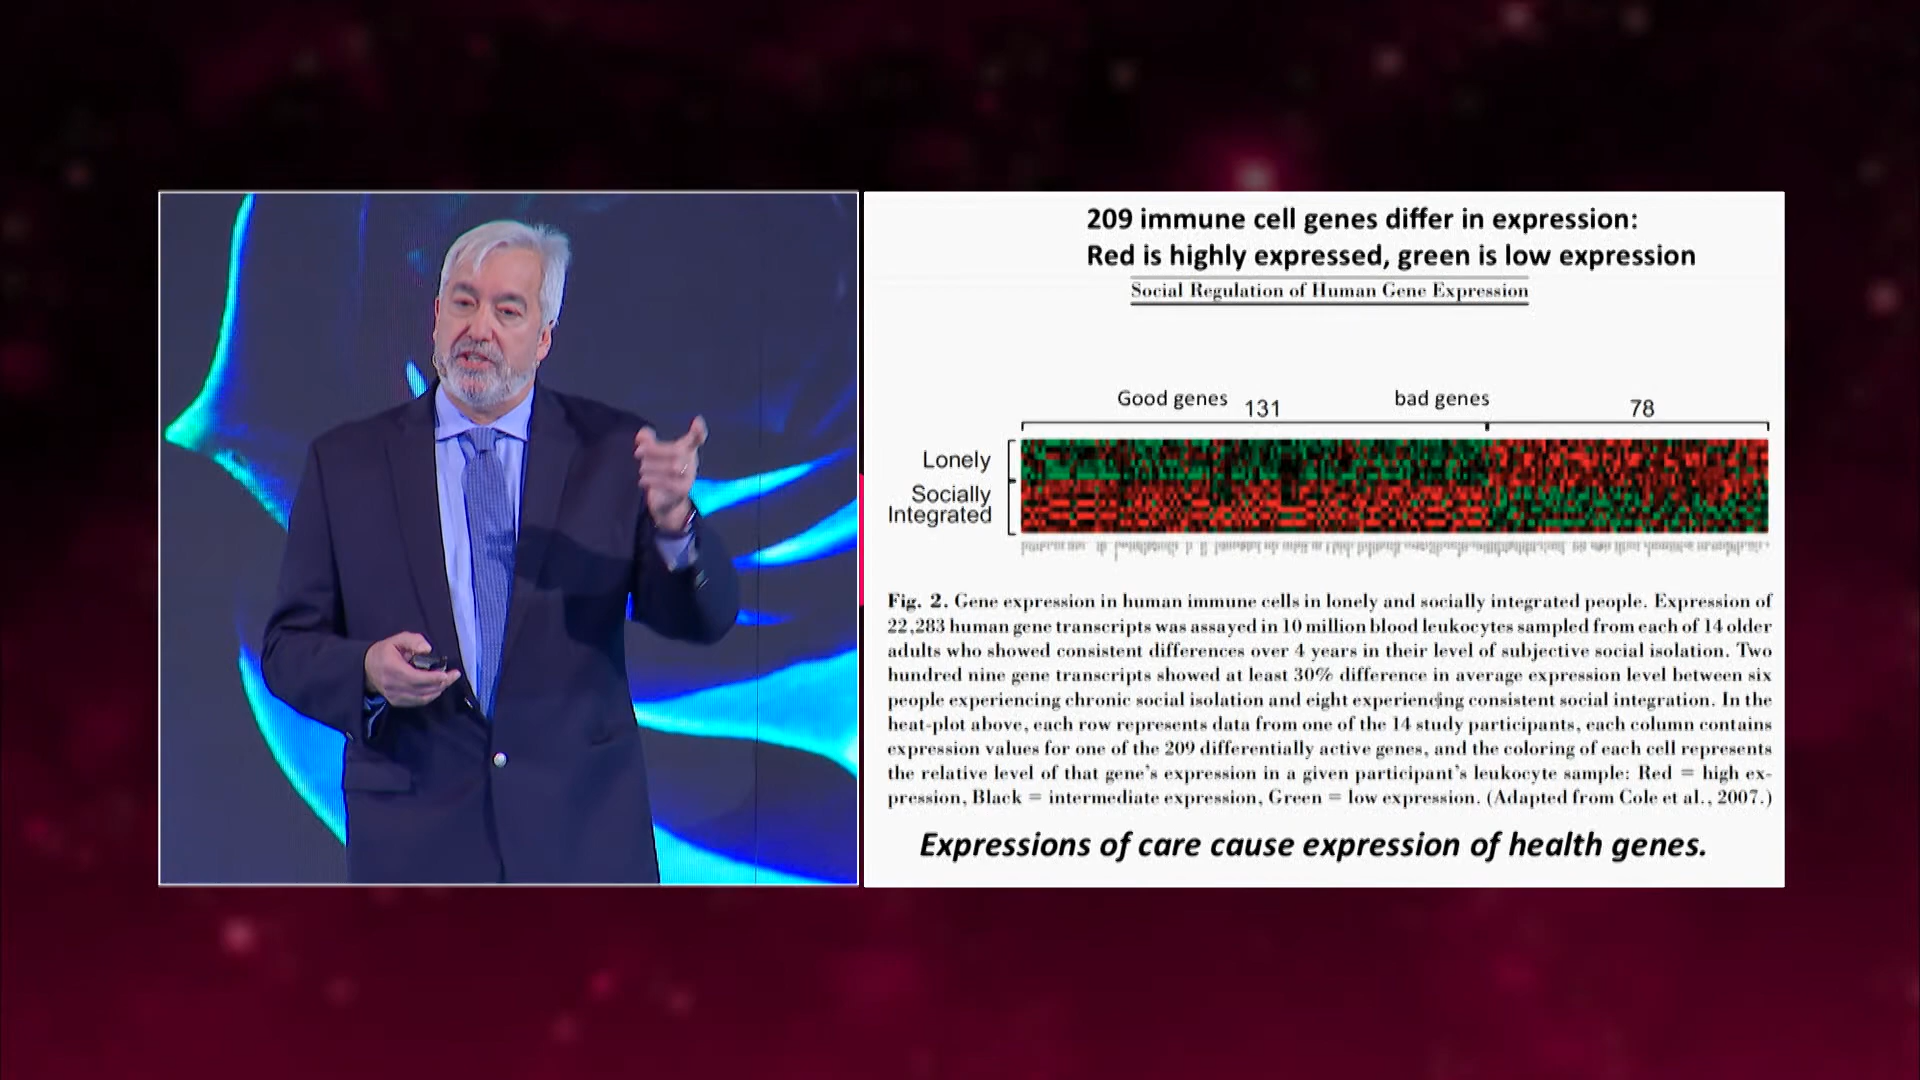 209 immune cell genes differ in expression:
Red is highly expressed, green is low expression
Social Regulation of Human Gene Expression
Good genes 131 bad genes 78
Lonely
Socially
Integrated
Fig. 2. Gene expression in human immune cells in lonely and socially integrated people. Expression of
22,283 human gene transcripts was assayed in 10 million blood leukocytes sampled from each of 14 older
adults who showed consistent differences over 4 years in their level of subjective social isolation. Two
hundred nine gene transcripts showed at least 30% difference in average expression level between six
people experiencing chronic social isolation and eight experiencing consistent social integration. In the
heat-plot above, each row represents data from one of the 14 study participants, each column contains
expression values for one of the 209 differentially active genes, and the coloring of each cell represents
the relative level of that gene's expression in a given participant's leukocyte sample: Red = high ex-
pression, Black = intermediate expression, Green = low expression. (Adapted from Cole et al., 2007.)
Expressions of care cause expression of health genes.